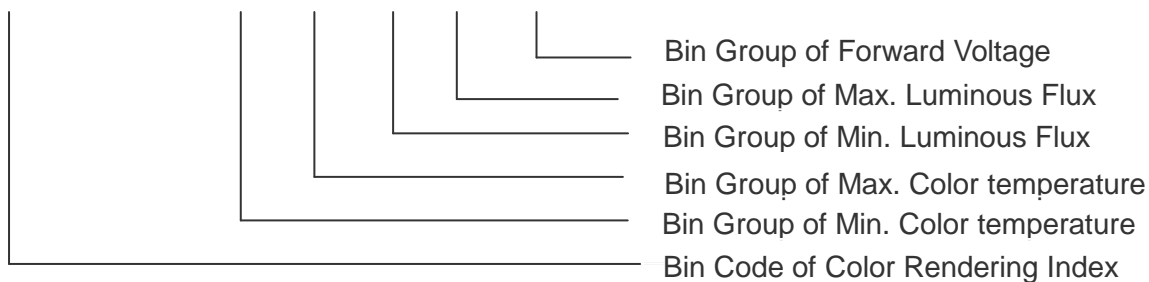 Bin Group of Forward Voltage
Bin Group of Max. Luminous Flux
Bin Group of Min. Luminous Flux
Bin Group of Max. Color temperature
Bin Group of Min. Color temperature
Bin Code of Color Rendering Index